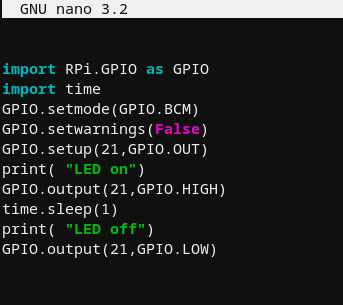 GNU nano 3.2
import RPi.GPIO as GPIO
import time
GPIO.setmode(GPIO.BCM)
GPIO.setwarnings(False)
GPIO.setup(21,GPIO.OUT)
print( "LED on")
GPIO.output(21,GPIO.HIGH)
time.sleep(1)
print( "LED off")
GPIO.output(21,GPIO.LOW)